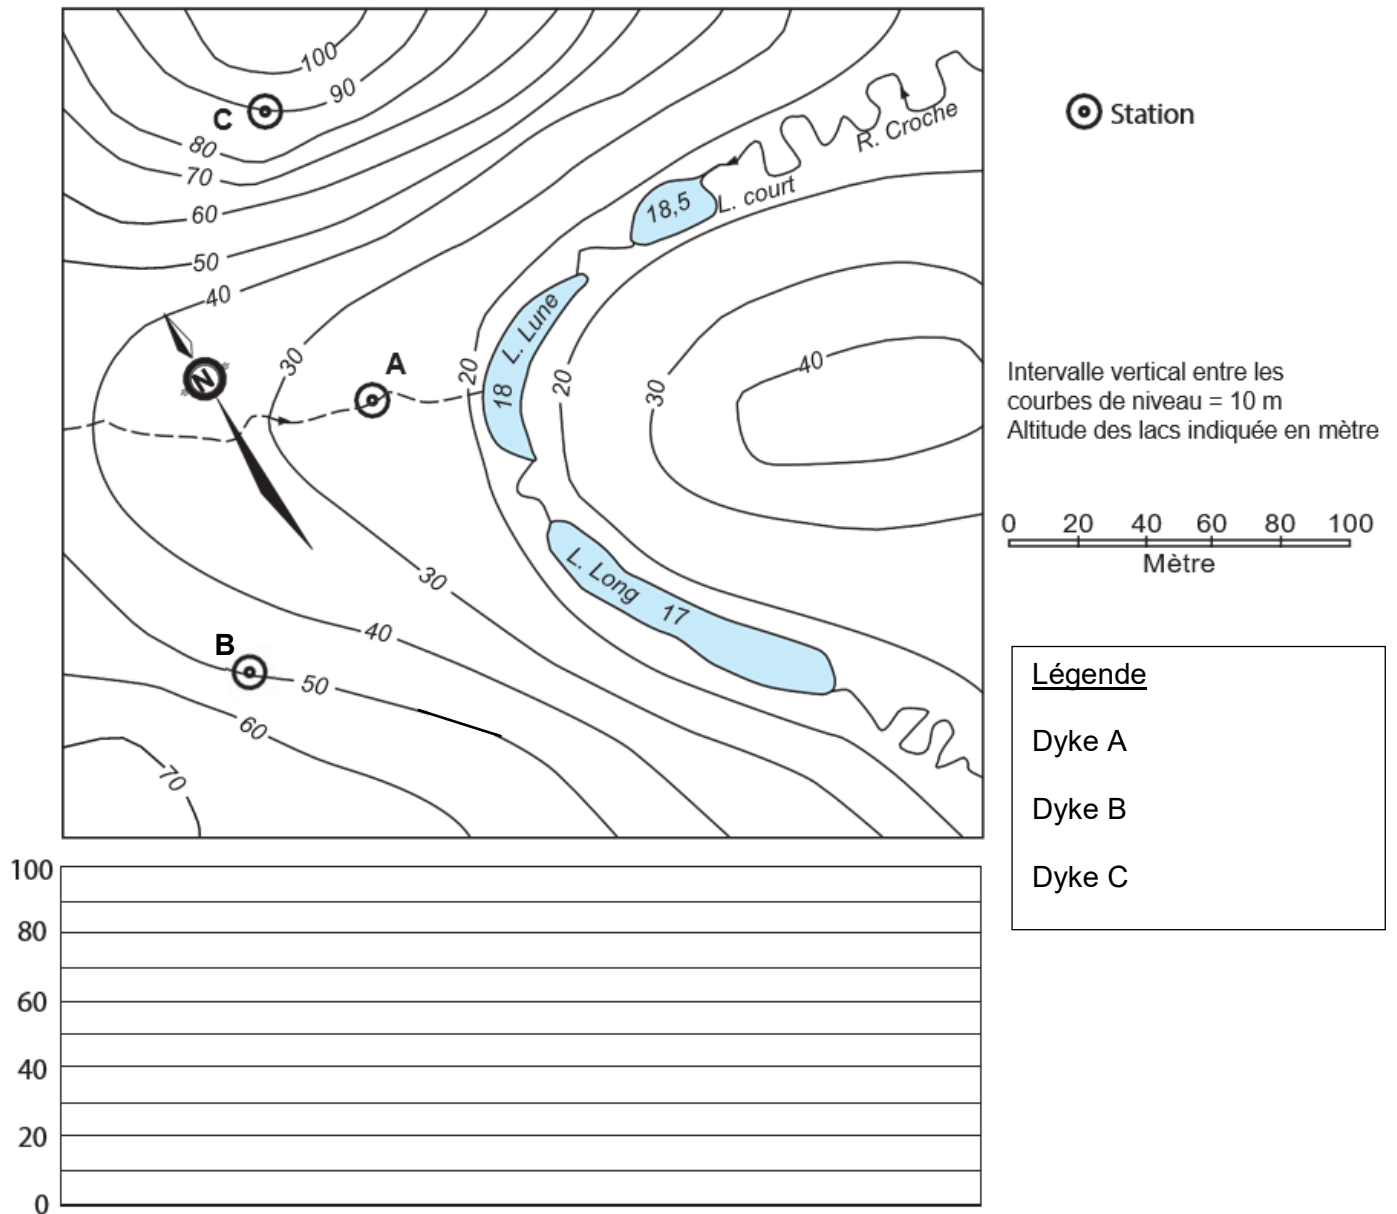 100
90
C
80
70
60
50
40
R. Croche
L. court
18,5
Station
L. Lune
18
N
A
30
20
20
30
40
Intervalle vertical entre les
courbes de niveau = 10 m
Altitude des lacs indiquée en mètre
0 20 40 60 80 100
Mètre
30
L. Long 17
40
B
50
60
70
Légende
Dyke A
Dyke B
Dyke C
100
80
60
40
20
0